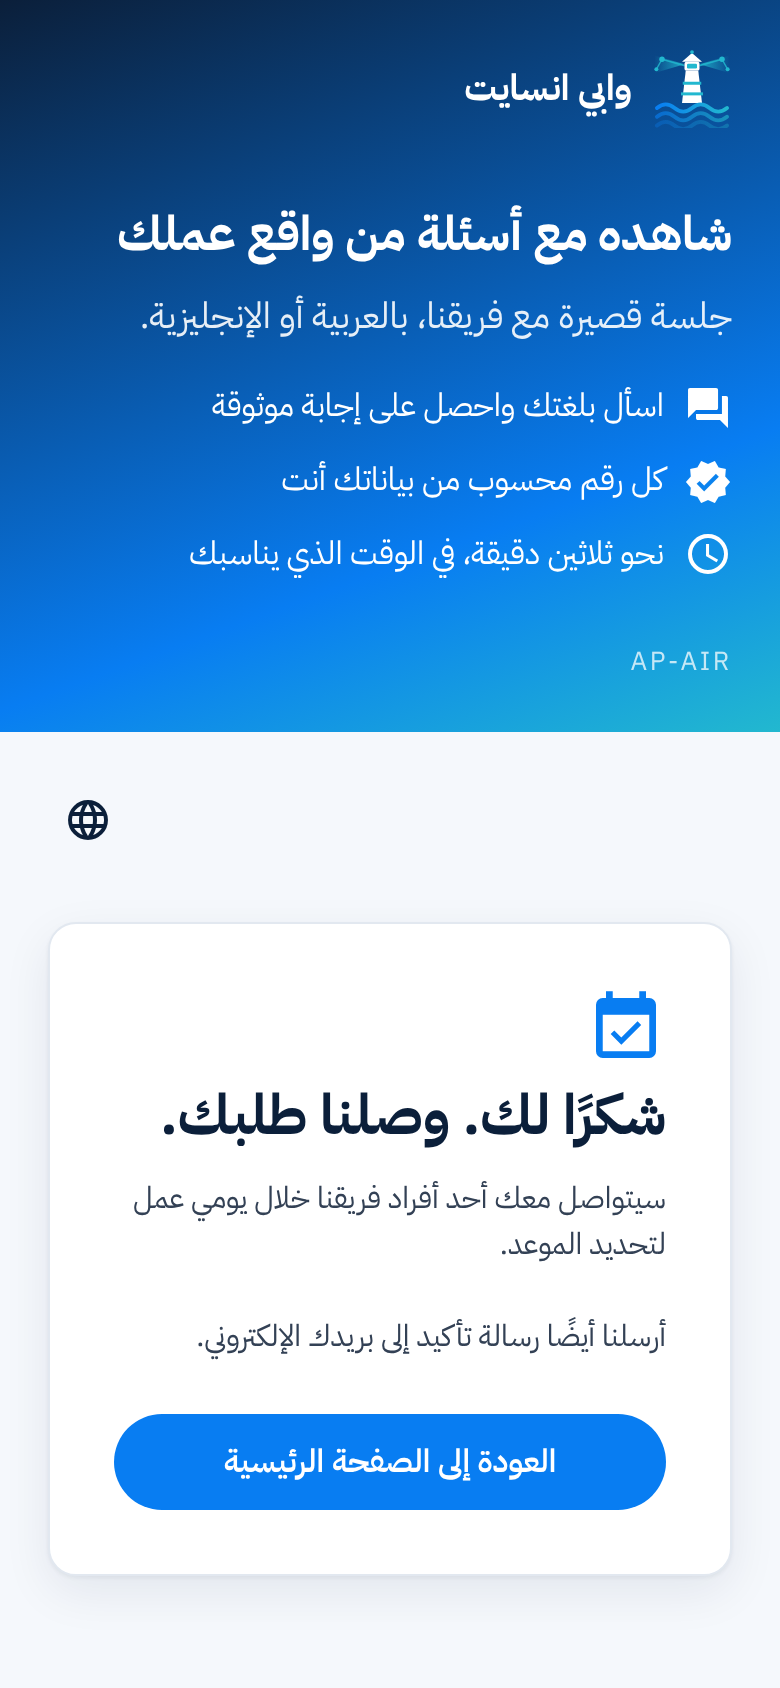 وابي انسايت
شاهده مع أسئلة من واقع عملك
جلسة قصيرة مع فريقنا، بالعربية أو الإنجليزية.
اسأل بلغتك واحصل على إجابة موثوقة
كل رقم محسوب من بياناتك أنت
نحو ثلاثين دقيقة، في الوقت الذي يناسبك
AP-AIR
شكرًا لك. وصلنا طلبك.
سيتواصل معك أحد أفراد فريقنا خلال يومي عمل
لتحديد الموعد.
أرسلنا أيضًا رسالة تأكيد إلى بريدك الإلكتروني.
العودة إلى الصفحة الرئيسية